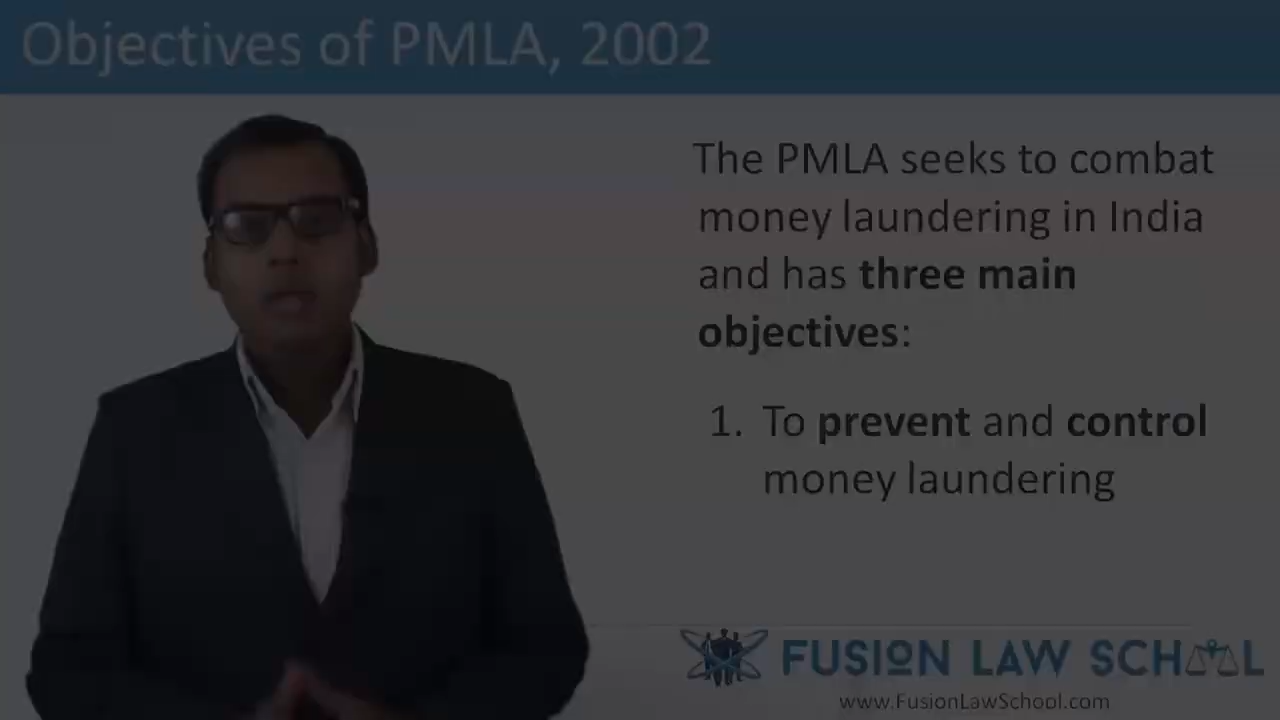 Objectives of PMLA, 2002
The PMLA seeks to combat
money laundering in India
and has three main
objectives:
1. To prevent and control
money laundering
FUSION LAW SCHOOL
www.FusionLawSchool.com